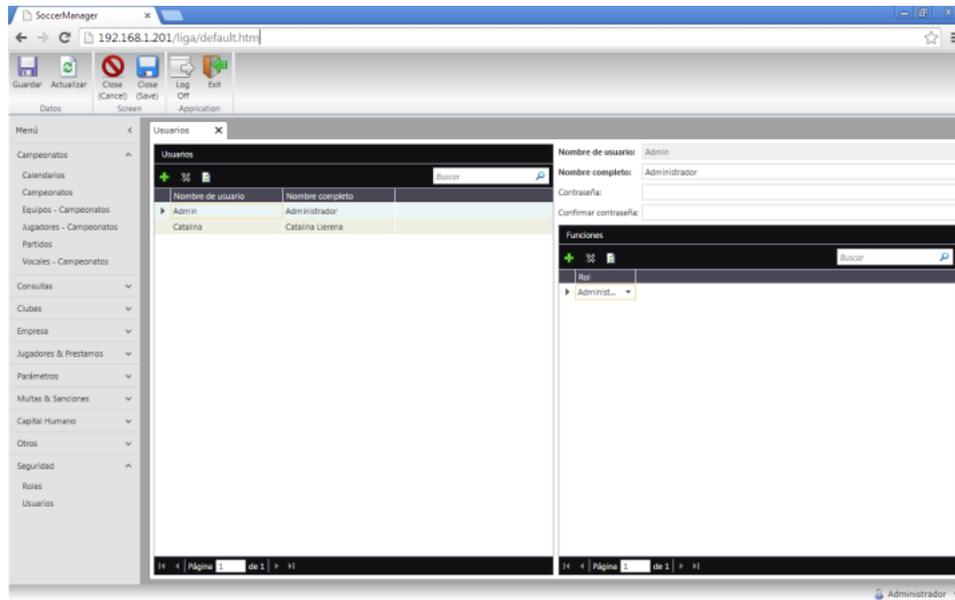 SoccerManager
192.168.1.201/liga/default.htm
Guardar Actualizar Close (Cancel) Close (Save) Log Off Exit
Datos Screen Application
Menú
Campeonatos
Calendarios
Campeonatos
Equipos - Campeonatos
Jugadores - Campeonatos
Partidos
Vocales - Campeonatos
Consultas
Clubes
Empresa
Jugadores & Prestamos
Parámetros
Multas & Sanciones
Capital Humano
Otros
Seguridad
Roles
Usuarios
Usuarios
Usuarios
Buscar
Nombre de usuario Nombre completo
Admin Administrador
Catalina Catalina Llerena
Página 1 de 1
Nombre de usuario: Admin
Nombre completo: Administrador
Contraseña:
Confirmar contraseña:
Funciones
Buscar
Rol
Administ...
Página 1 de 1
Administrador